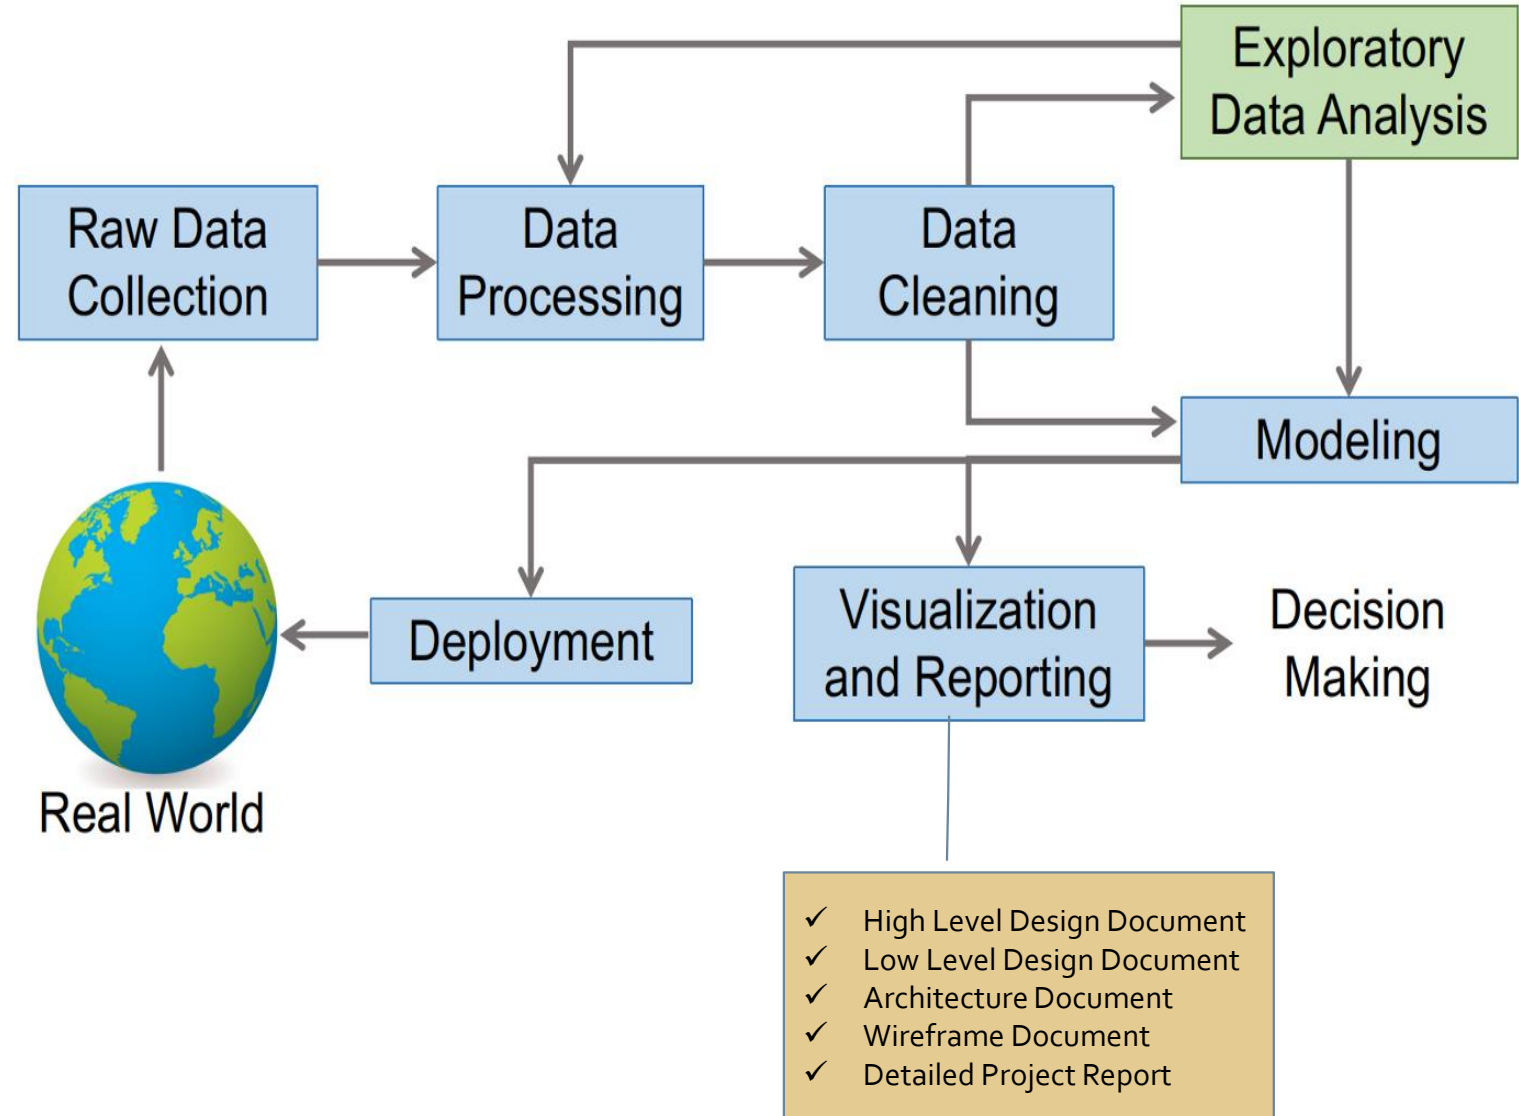 Exploratory
Data Analysis
Raw Data
Collection
Data
Processing
Data
Cleaning
Modeling
Deployment
Visualization
and Reporting
Decision
Making
Real World
✓ High Level Design Document
✓ Low Level Design Document
✓ Architecture Document
✓ Wireframe Document
✓ Detailed Project Report